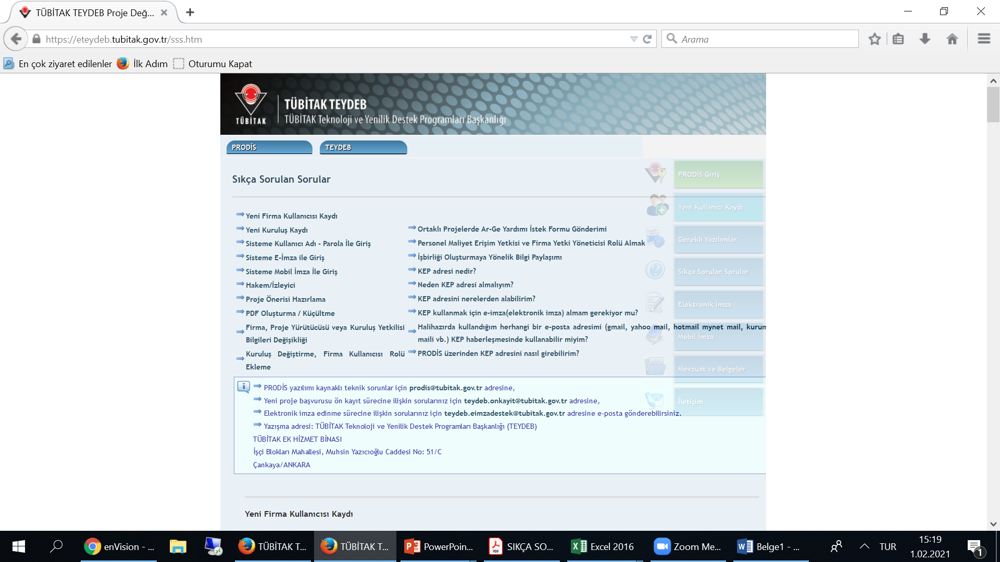 TÜBİTAK TEYDEB Proje Değ...
https://eteydeb.tubitak.gov.tr/sss.htm
Arama
En çok ziyaret edilenler
İlk Adım
Oturumu Kapat
TÜBİTAK
TÜBİTAK TEYDEB
TÜBİTAK Teknoloji ve Yenilik Destek Programları Başkanlığı
PRODİS
TEYDEB
Sıkça Sorulan Sorular
Yeni Firma Kullanıcısı Kaydı
Yeni Kuruluş Kaydı
Sisteme Kullanıcı Adı - Parola İle Giriş
Sisteme E-İmza ile Giriş
Sisteme Mobil İmza İle Giriş
Hakem/İzleyici
Proje Önerisi Hazırlama
PDF Oluşturma / Küçültme
Firma, Proje Yürütücüsü veya Kuruluş Yetkilisi
Bilgileri Değişikliği
Kuruluş Değiştirme, Firma Kullanıcısı Rolü
Ekleme
Ortaklı Projelerde Ar-Ge Yardımı İstek Formu Gönderimi
Personel Maliyet Erişim Yetkisi ve Firma Yetki Yöneticisi Rolü Almak
İşbirliği Oluşturmaya Yönelik Bilgi Paylaşımı
KEP adresi nedir?
Neden KEP adresi almalıyım?
KEP adresini nerelerden alabilirim?
KEP kullanmak için e-imza(elektronik imza) almam gerekiyor mu?
Halihazırda kullandığım herhangi bir e-posta adresimi (gmail, yahoo mail, hotmail mynet mail, kurum
maili vb.) KEP haberleşmesinde kullanabilir miyim?
PRODİS üzerinden KEP adresini nasıl girebilirim?
PRODİS Giriş
Yeni Kullanıcı Kaydı
Gerekli Yazılımlar
Sıkça Sorulan Sorular
Elektronik İmza
Mobil İmza
Mevzuat ve Belgeler
İletişim
PRODİS yazılımı kaynaklı teknik sorunlar için prodis@tubitak.gov.tr adresine,
Yeni proje başvurusu ön kayıt sürecine ilişkin sorularınız için teydeb.onkayit@tubitak.gov.tr adresine,
Elektronik imza edinme sürecine ilişkin sorularınız için teydeb.eimzadestek@tubitak.gov.tr adresine e-posta gönderebilirsiniz.
Yazışma adresi: TÜBİTAK Teknoloji ve Yenilik Destek Programları Başkanlığı (TEYDEB)
TÜBİTAK EK HİZMET BİNASI
İşçi Blokları Mahallesi, Muhsin Yazıcıoğlu Caddesi No: 51/C
Çankaya/ANKARA
Yeni Firma Kullanıcısı Kaydı
enVision - ...
TÜBİTAK T...
TÜBİTAK T...
PowerPoin...
SIKÇA SO...
Excel 2016
Zoom Me...
Belge1 - ...
TUR
15:19
1.02.2021
1